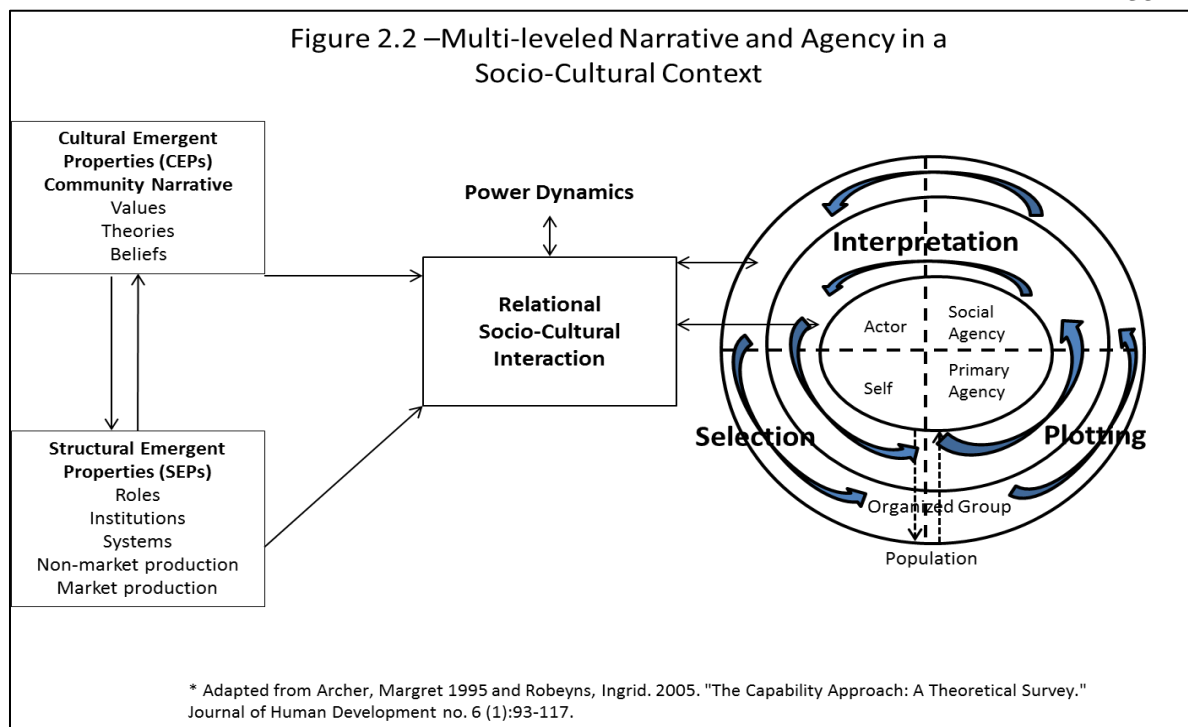 Figure 2.2 –Multi-leveled Narrative and Agency in a
Socio-Cultural Context
Cultural Emergent
Properties (CEPs)
Community Narrative
Values
Theories
Beliefs
Power Dynamics
Relational
Socio-Cultural
Interaction
Structural Emergent
Properties (SEPs)
Roles
Institutions
Systems
Non-market production
Market production
Interpretation
Actor
Social
Agency
Self
Primary
Agency
Selection
Plotting
Organized Group
Population
* Adapted from Archer, Margret 1995 and Robeyns, Ingrid. 2005. "The Capability Approach: A Theoretical Survey."
Journal of Human Development no. 6 (1):93-117.